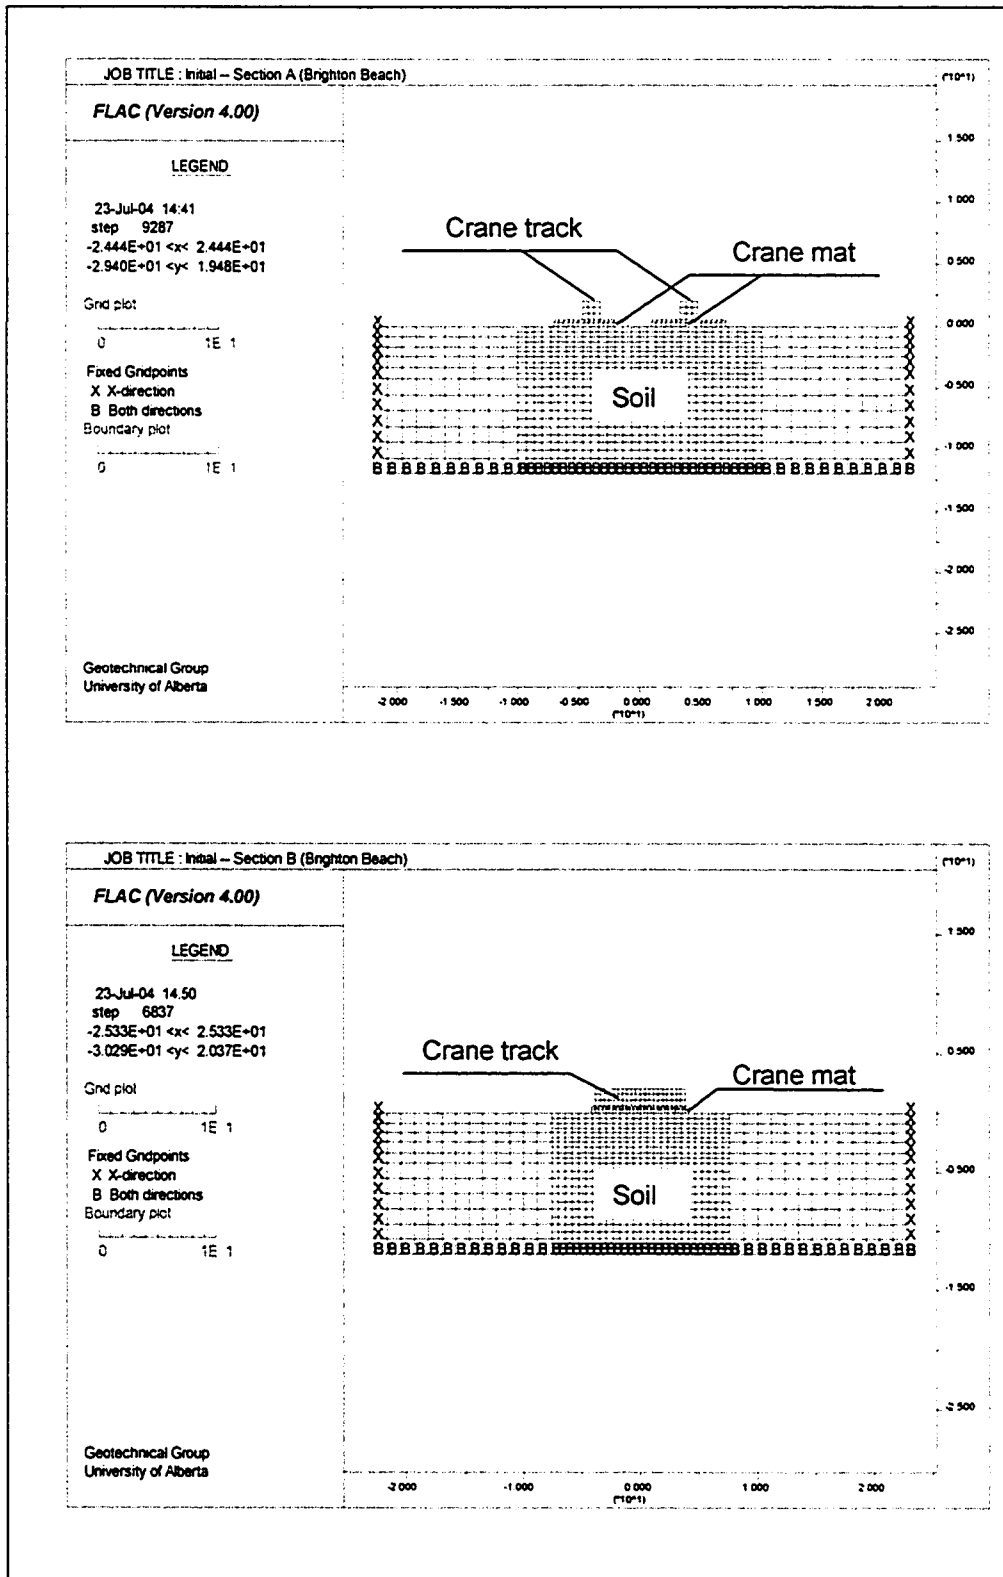 JOB TITLE : Initial -- Section A (Brighton Beach)
(*10^1)
FLAC (Version 4.00)
LEGEND
23-Jul-04 14:41
step 9287
-2.444E+01 <x< 2.444E+01
-2.940E+01 <y< 1.948E+01
Grid plot
0 1E 1
Fixed Gridpoints
X X-direction
B Both directions
Boundary plot
0 1E 1
Geotechnical Group
University of Alberta
Crane track
Crane mat
Soil
1.500
1.000
0.500
0.000
-0.500
-1.000
-1.500
-2.000
-2.500
-2.000 -1.500 -1.000 -0.500 0.000 0.500 1.000 1.500 2.000
(*10^1)
JOB TITLE : Initial -- Section B (Brighton Beach)
(*10^1)
FLAC (Version 4.00)
LEGEND
23-Jul-04 14:50
step 6837
-2.533E+01 <x< 2.533E+01
-3.029E+01 <y< 2.037E+01
Grid plot
0 1E 1
Fixed Gridpoints
X X-direction
B Both directions
Boundary plot
0 1E 1
Geotechnical Group
University of Alberta
Crane track
Crane mat
Soil
1.500
0.500
-0.500
-1.500
-2.500
-2.000 -1.000 0.000 1.000 2.000
(*10^1)